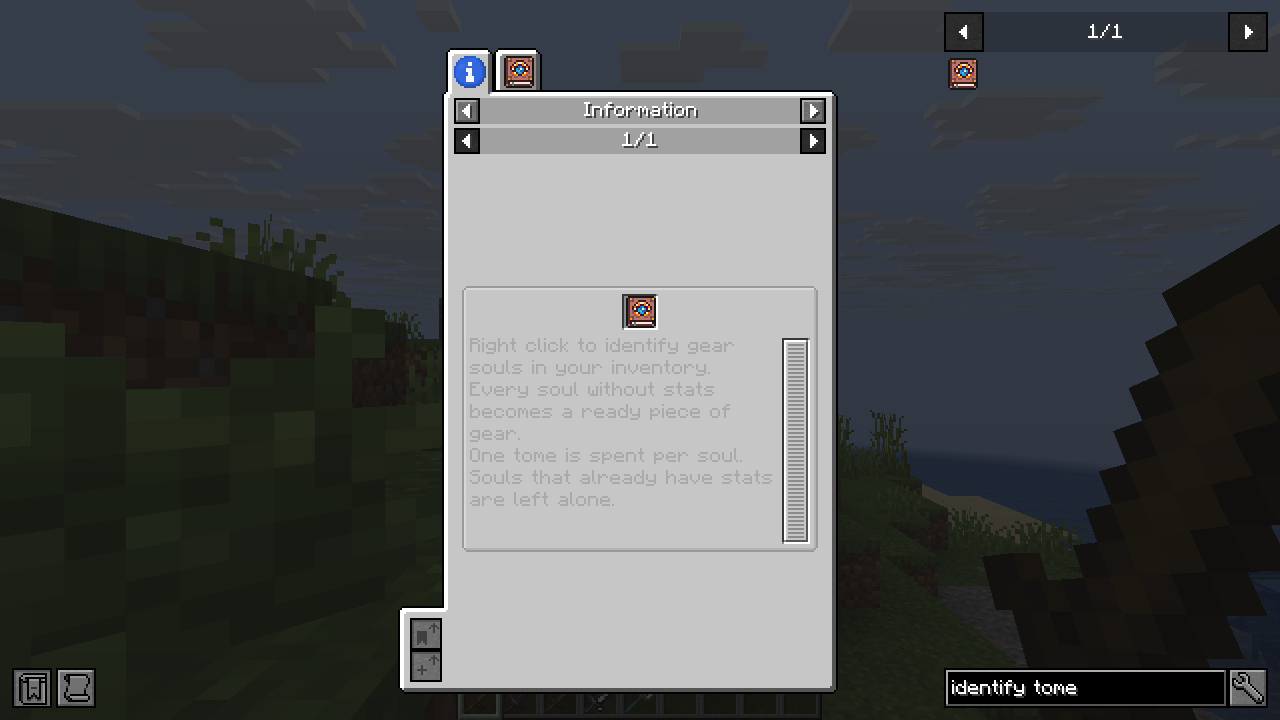 1/1
Information
1/1
Right click to identify gear
souls in your inventory.
Every soul without stats
becomes a ready piece of
gear.
One tome is spent per soul.
Souls that already have stats
are left alone.
identify tome